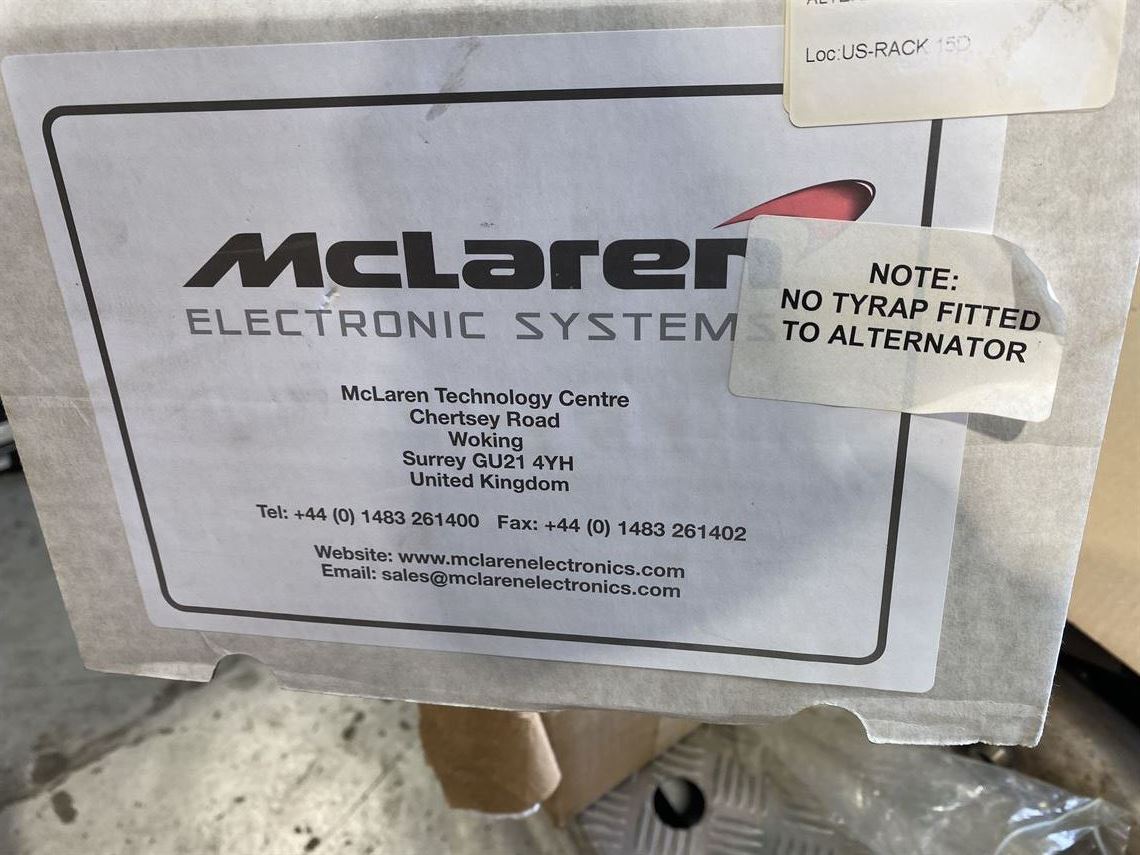 Loc:US-RACK 15D
McLaren
ELECTRONIC SYSTEMS
NOTE:
NO TYRAP FITTED
TO ALTERNATOR
McLaren Technology Centre
Chertsey Road
Woking
Surrey GU21 4YH
United Kingdom
Tel: +44 (0) 1483 261400 Fax: +44 (0) 1483 261402
Website: www.mclarenelectronics.com
Email: sales@mclarenelectronics.com